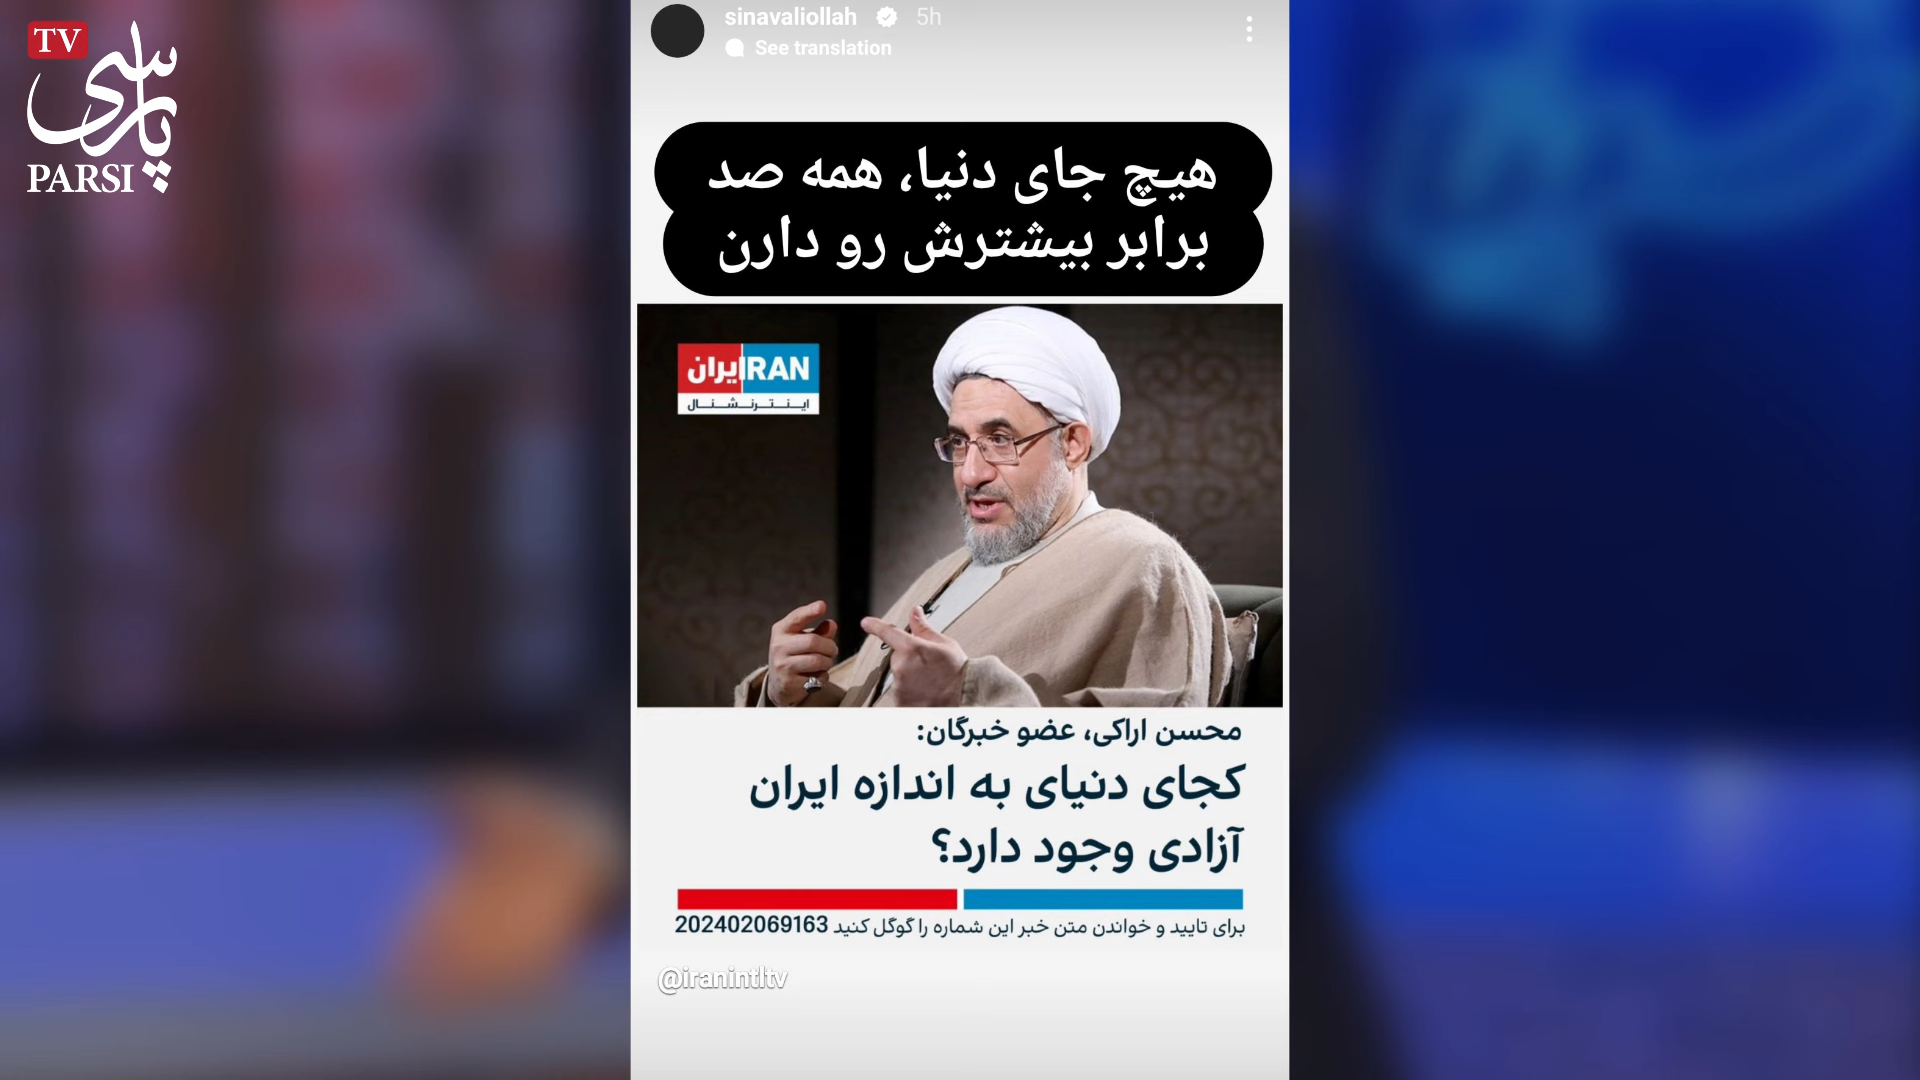 TV
پارسی
PARSI
sinavaliollah 5h
See translation
هیچ جای دنیا، همه صد
برابر بیشترش رو دارن
ایران IRAN
اینترنشنال
محسن اراکی، عضو خبرگان:
کجای دنیای به اندازه ایران
آزادی وجود دارد؟
برای تایید و خواندن متن خبر این شماره را گوگل کنید 202402069163
@iranintltv